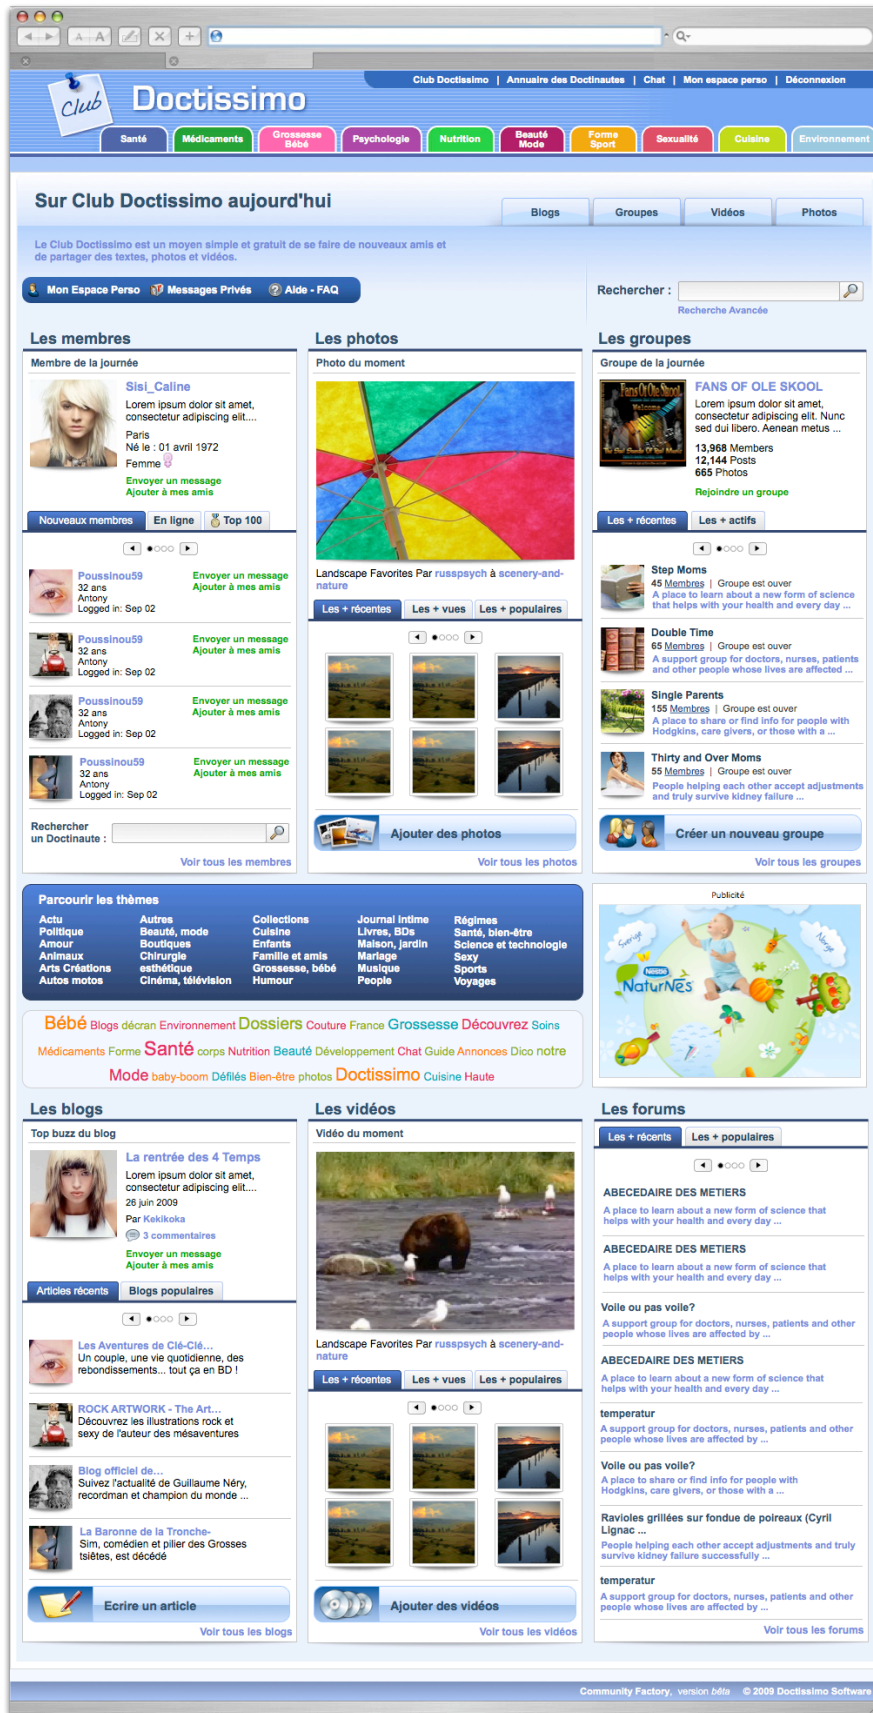 Club Doctissimo | Annuaire des Doctinautes | Chat | Mon espace perso | Déconnexion
Club
Doctissimo
Santé
Médicaments
Grossesse
Bébé
Psychologie
Nutrition
Beauté
Mode
Forme
Sport
Sexualité
Cuisine
Environnement
Sur Club Doctissimo aujourd'hui
Blogs
Groupes
Vidéos
Photos
Le Club Doctissimo est un moyen simple et gratuit de se faire de nouveaux amis et
de partager des textes, photos et vidéos.
Mon Espace Perso
Messages Privés
Aide - FAQ
Rechercher :
Recherche Avancée
Les membres
Membre de la journée
Sisi_Caline
Lorem ipsum dolor sit amet,
consectetur adipiscing elit....
Paris
Né le : 01 avril 1972
Femme
Envoyer un message
Ajouter à mes amis
Nouveaux membres
En ligne
Top 100
Poussinou59
32 ans
Antony
Logged in: Sep 02
Envoyer un message
Ajouter à mes amis
Poussinou59
32 ans
Antony
Logged in: Sep 02
Envoyer un message
Ajouter à mes amis
Poussinou59
32 ans
Antony
Logged in: Sep 02
Envoyer un message
Ajouter à mes amis
Poussinou59
32 ans
Antony
Logged in: Sep 02
Envoyer un message
Ajouter à mes amis
Rechercher
un Doctinaute :
Voir tous les membres
Les photos
Photo du moment
Landscape Favorites Par russpsych à scenery-and-
nature
Les + récentes
Les + vues
Les + populaires
Ajouter des photos
Voir tous les photos
Les groupes
Groupe de la journée
Fans Of Ole Skool
Welcome
FANS OF OLE SKOOL
Lorem ipsum dolor sit amet,
consectetur adipiscing elit. Nunc
sed dui libero. Aenean metus ...
13,968 Members
12,144 Posts
665 Photos
Rejoindre un groupe
Les + récentes
Les + actifs
Step Moms
45 Membres | Groupe est ouver
A place to learn about a new form of science
that helps with your health and every day ...
Double Time
65 Membres | Groupe est ouver
A support group for doctors, nurses, patients
and other people whose lives are affected ...
Single Parents
155 Membres | Groupe est ouver
A place to share or find info for people with
Hodgkins, care givers, or those with a ...
Thirty and Over Moms
55 Membres | Groupe est ouver
People helping each other accept adjustments
and truly survive kidney failure ...
Créer un nouveau groupe
Voir tous les groupes
Parcourir les thèmes
Actu
Politique
Amour
Animaux
Arts Créations
Autos motos
Autres
Beauté, mode
Boutiques
Chirurgie
esthétique
Cinéma, télévision
Collections
Cuisine
Enfants
Famille et amis
Grossesse, bébé
Humour
Journal intime
Livres, BDs
Maison, jardin
Mariage
Musique
People
Régimes
Santé, bien-être
Science et technologie
Sexy
Sports
Voyages
Publicité
Sverige
Norge
Nestlé
NaturNes
Bébé Blogs décran Environnement Dossiers Couture France Grossesse Découvrez Soins
Médicaments Forme Santé corps Nutrition Beauté Développement Chat Guide Annonces Dico notre
Mode baby-boom Défilés Bien-être photos Doctissimo Cuisine Haute
Les blogs
Top buzz du blog
La rentrée des 4 Temps
Lorem ipsum dolor sit amet,
consectetur adipiscing elit....
26 juin 2009
Par Kekikoka
3 commentaires
Envoyer un message
Ajouter à mes amis
Articles récents
Blogs populaires
Les Aventures de Clé-Clé...
Un couple, une vie quotidienne, des
rebondissements... tout ça en BD !
ROCK ARTWORK - The Art...
Découvrez les illustrations rock et
sexy de l'auteur des mésaventures
Blog officiel de...
Suivez l'actualité de Guillaume Néry,
recordman et champion du monde ...
La Baronne de la Tronche-
Sim, comédien et pilier des Grosses
tsiêtes, est décédé
Ecrire un article
Voir tous les blogs
Les vidéos
Vidéo du moment
Landscape Favorites Par russpsych à scenery-and-
nature
Les + récentes
Les + vues
Les + populaires
Ajouter des vidéos
Voir tous les vidéos
Les forums
Les + récents
Les + populaires
ABECEDAIRE DES METIERS
A place to learn about a new form of science that
helps with your health and every day ...
ABECEDAIRE DES METIERS
A place to learn about a new form of science that
helps with your health and every day ...
Voile ou pas voile?
A support group for doctors, nurses, patients and other
people whose lives are affected by ...
ABECEDAIRE DES METIERS
A place to learn about a new form of science that
helps with your health and every day ...
temperatur
A support group for doctors, nurses, patients and other
people whose lives are affected by ...
Voile ou pas voile?
A place to share or find info for people with
Hodgkins, care givers, or those with a ...
Ravioles grillées sur fondue de poireaux (Cyril
Lignac ...
People helping each other accept adjustments and truly
survive kidney failure successfully ...
temperatur
A support group for doctors, nurses, patients and other
people whose lives are affected by ...
Voir tous les forums
Community Factory, version bêta © 2009 Doctissimo Software